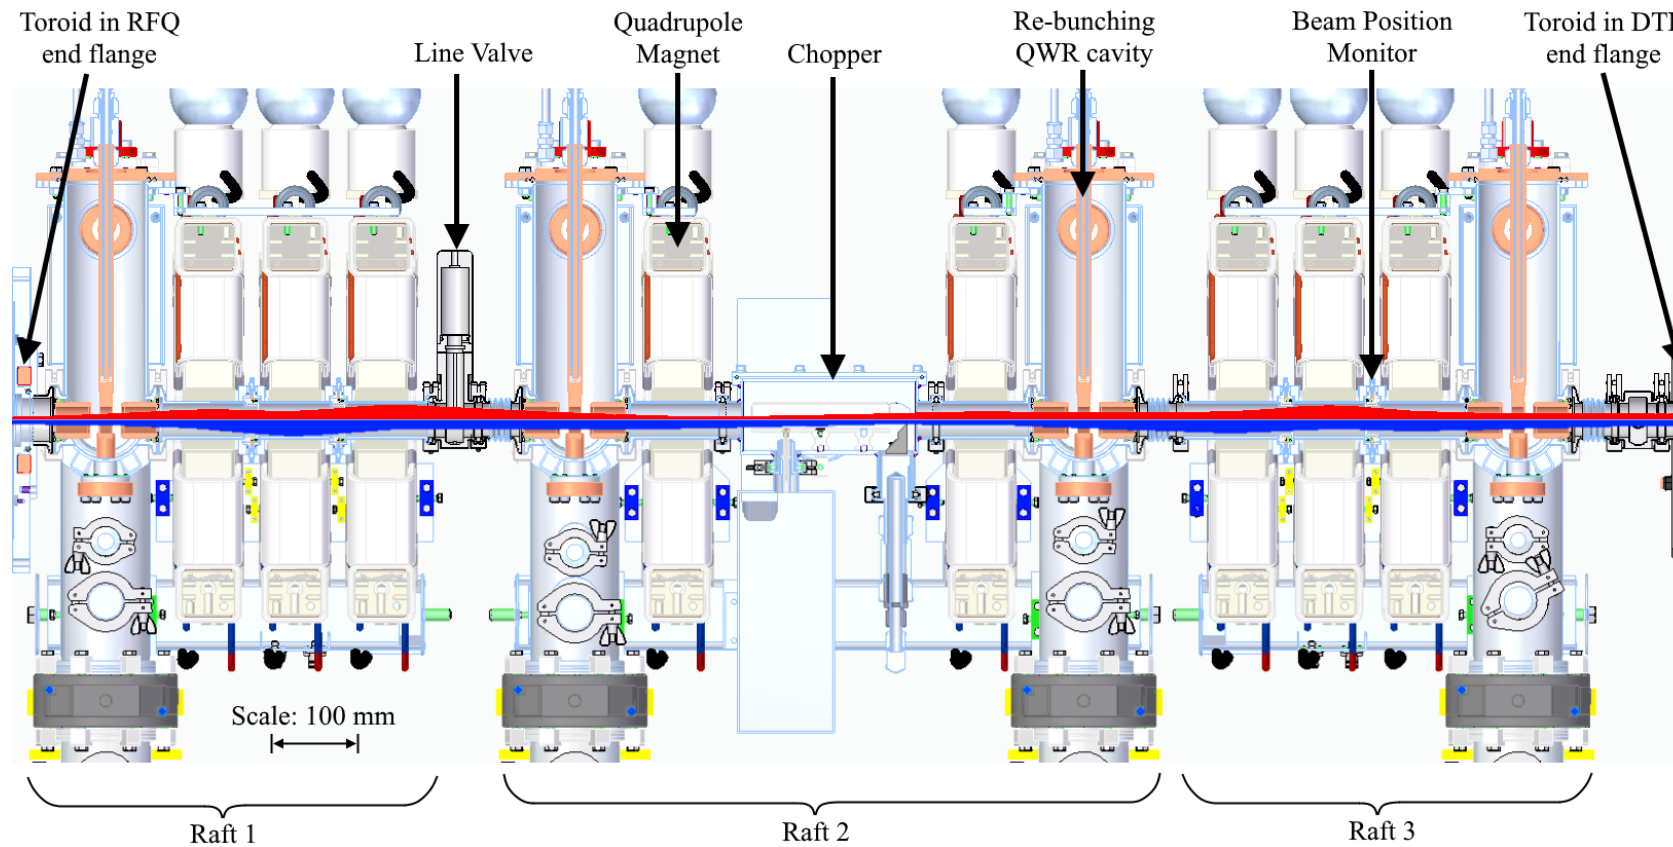 Toroid in RFQ
end flange
Line Valve
Quadrupole
Magnet
Chopper
Re-bunching
QWR cavity
Beam Position
Monitor
Toroid in DTL
end flange
Scale: 100 mm
Raft 1
Raft 2
Raft 3